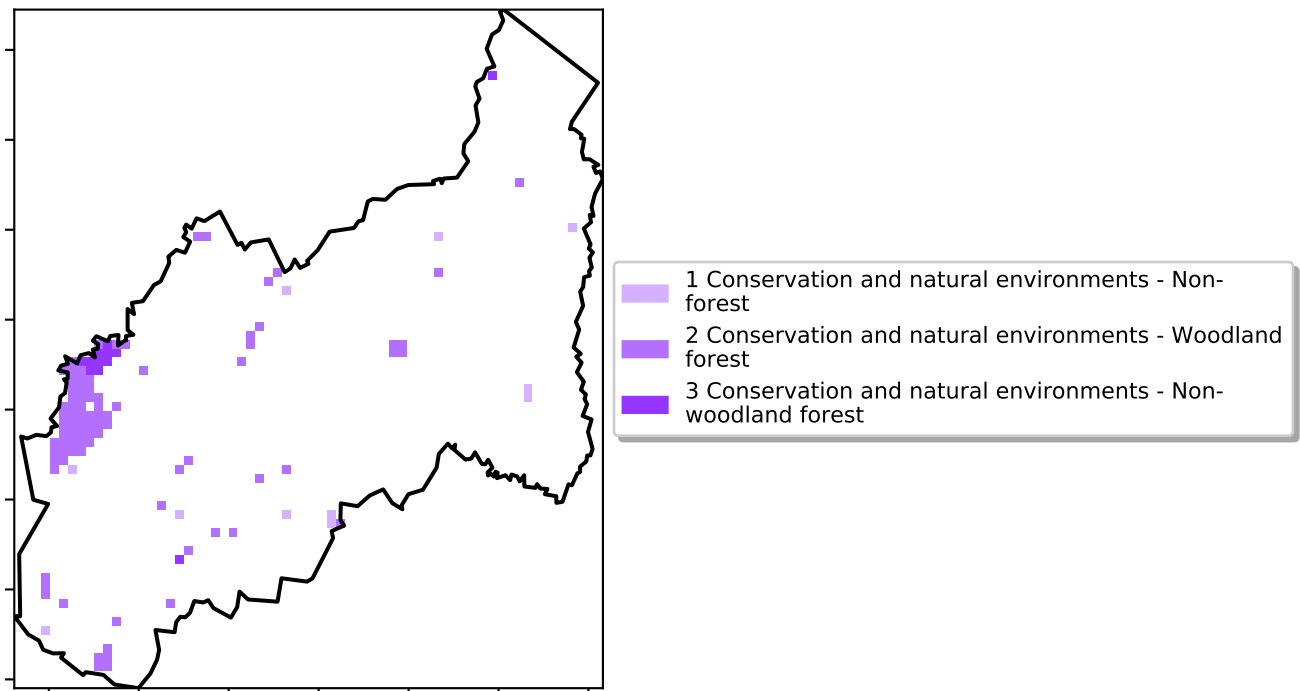 1 Conservation and natural environments - Non-
forest
2 Conservation and natural environments - Woodland
forest
3 Conservation and natural environments - Non-
woodland forest